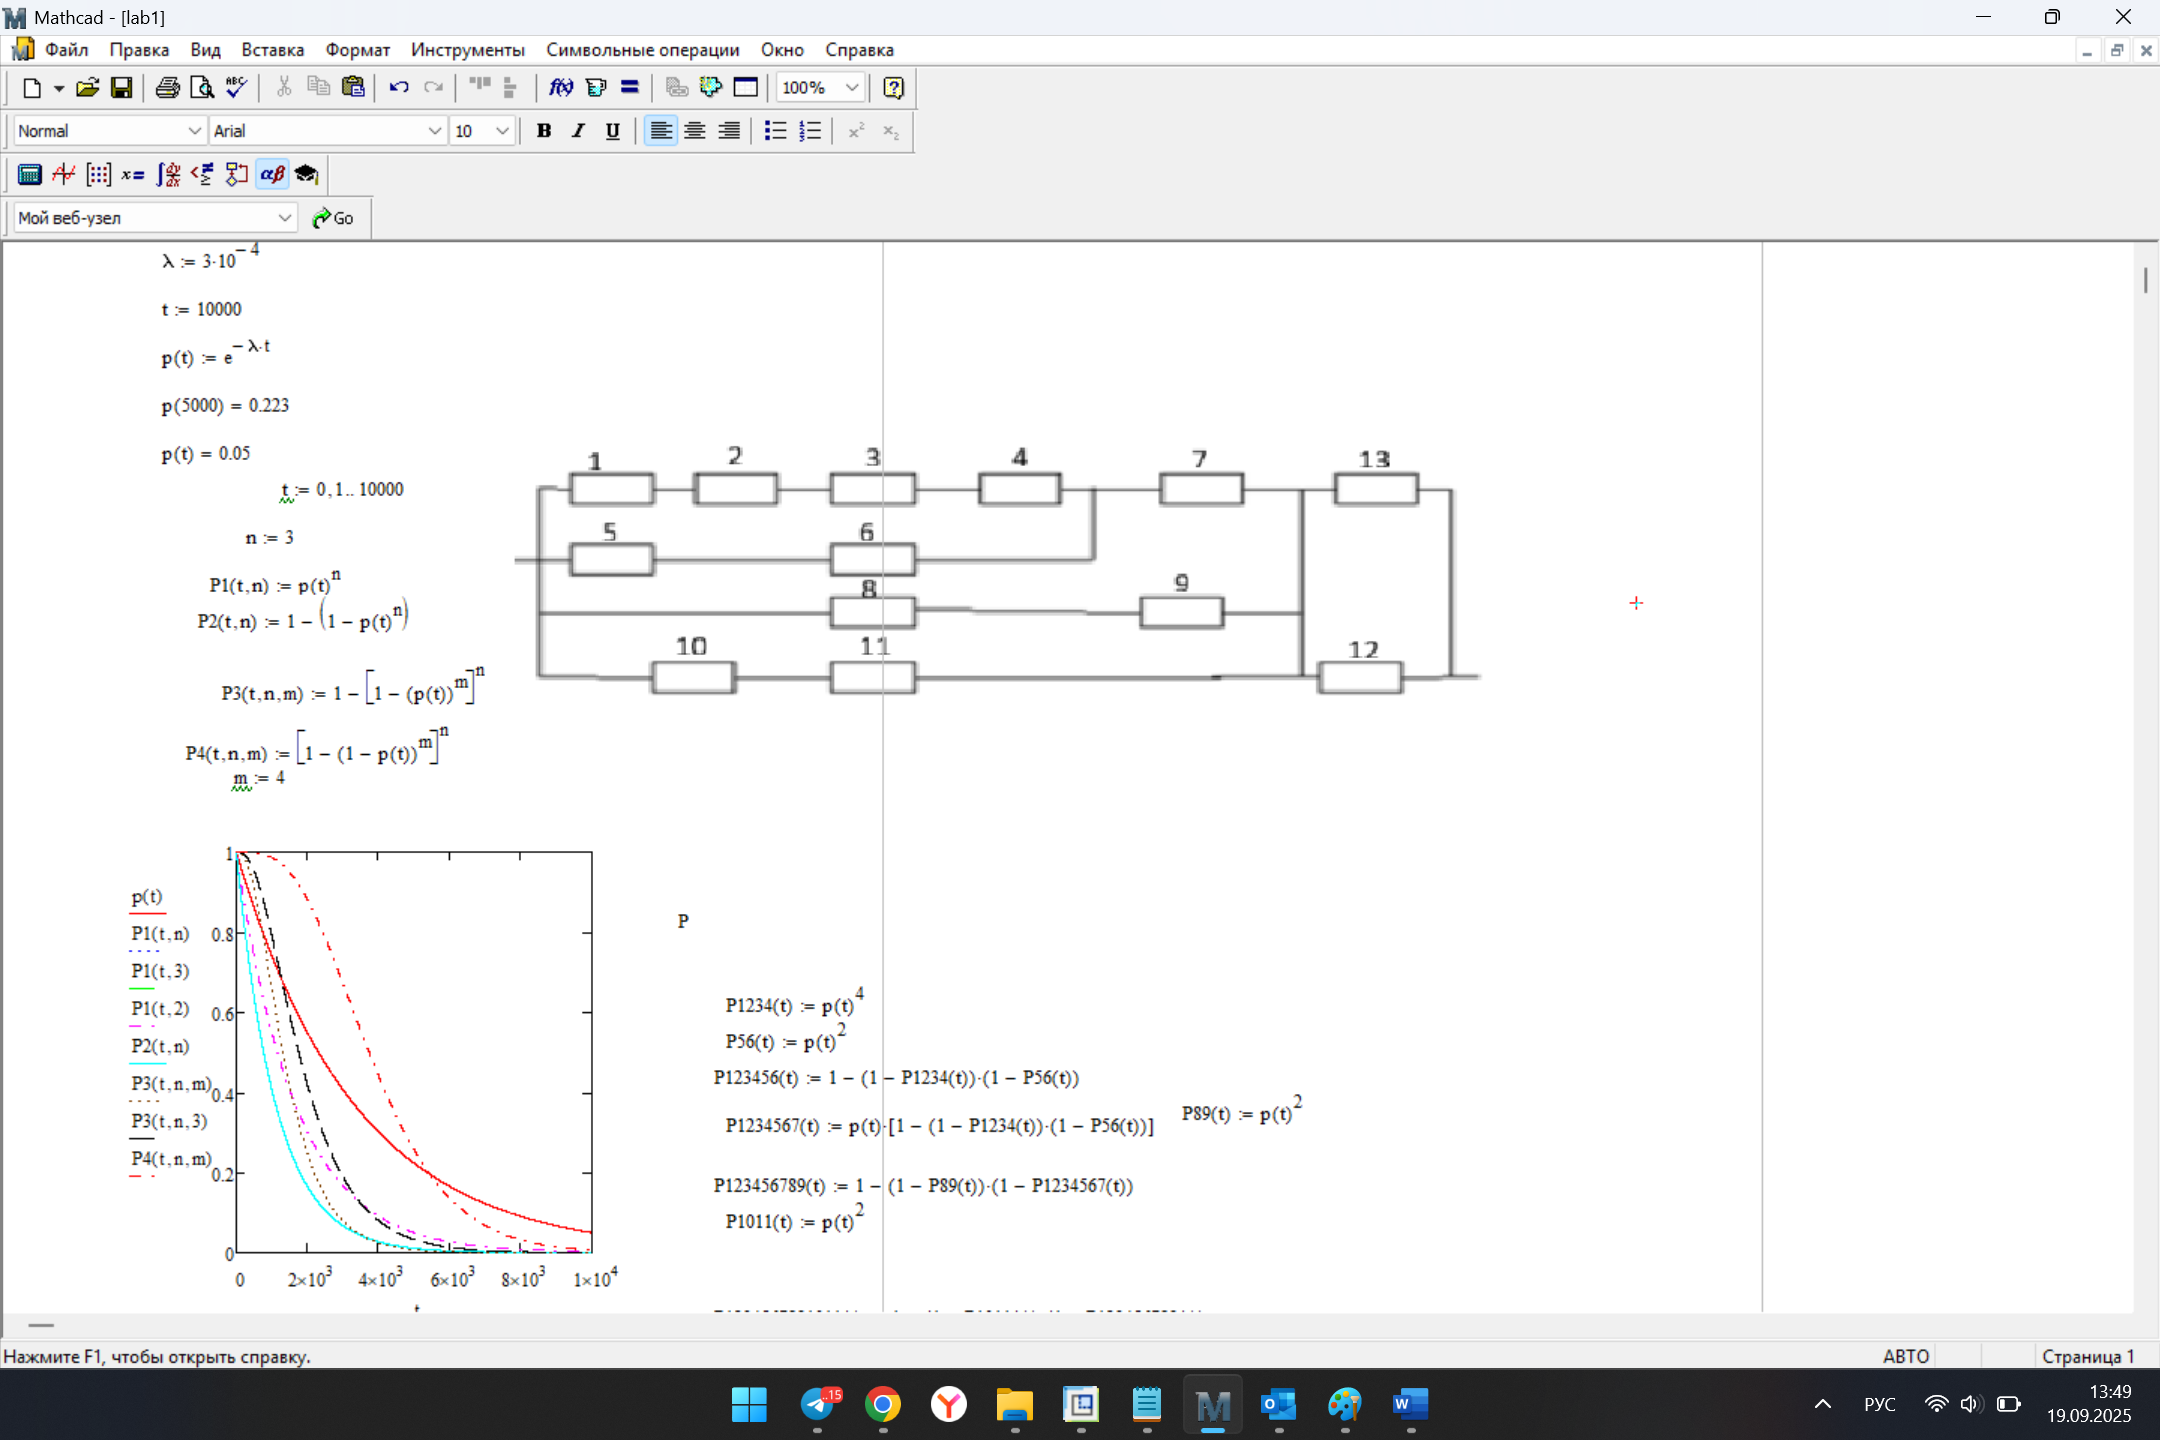 Mathcad - [lab1]
Файл Правка Вид Вставка Формат Инструменты Символьные операции Окно Справка
100%
Normal Arial 10 B I U
Мой веб-узел Go
λ := 3·10^-4
t := 10000
p(t) := e^-λ·t
p(5000) = 0.223
p(t) = 0.05
t := 0,1.. 10000
n := 3
P1(t,n) := p(t)^n
P2(t,n) := 1 - (1 - p(t)^n)
P3(t,n,m) := 1 - [1 - (p(t))^m]^n
P4(t,n,m) := [1 - (1 - p(t))^m]^n
m := 4
1 2 3 4 7 13
5 6
8 9
10 11 12
p(t)
P1(t,n)
P1(t,3)
P1(t,2)
P2(t,n)
P3(t,n,m)
P3(t,n,3)
P4(t,n,m)
1
0.8
0.6
0.4
0.2
0
0 2×10^3 4×10^3 6×10^3 8×10^3 1×10^4
t
P
P1234(t) := p(t)^4
P56(t) := p(t)^2
P123456(t) := 1 - (1 - P1234(t))·(1 - P56(t))
P1234567(t) := p(t)·[1 - (1 - P1234(t))·(1 - P56(t))]
P89(t) := p(t)^2
P123456789(t) := 1 - (1 - P89(t))·(1 - P1234567(t))
P1011(t) := p(t)^2
Нажмите F1, чтобы открыть справку.
АВТО Страница 1
..15
РУС
13:49
19.09.2025